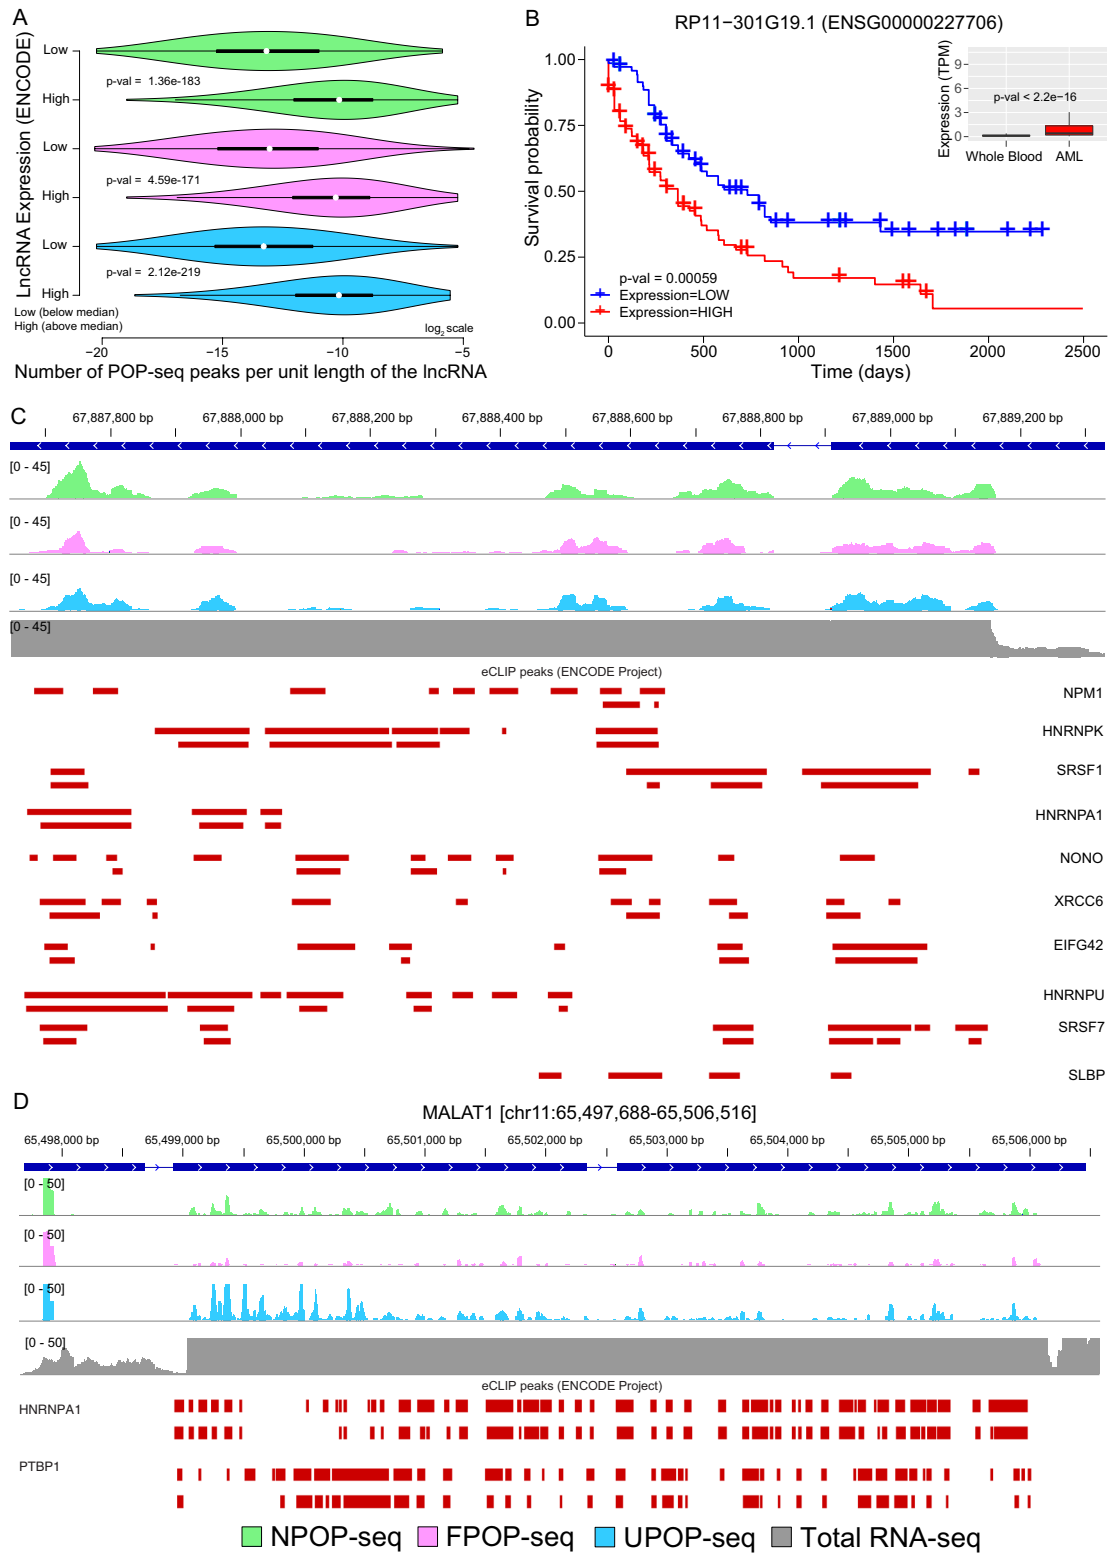 A
LncRNA Expression (ENCODE)
Low
p-val = 1.36e-183
High
Low
p-val = 4.59e-171
High
Low
p-val = 2.12e-219
High
Low (below median)
High (above median)
log2 scale
−20 −15 −10 −5
Number of POP-seq peaks per unit length of the lncRNA
B
RP11−301G19.1 (ENSG00000227706)
Survival probability
1.00
0.75
0.50
0.25
0.00
p-val = 0.00059
Expression=LOW
Expression=HIGH
0 500 1000 1500 2000 2500
Time (days)
Expression (TPM)
9
6
3
0
p-val < 2.2e−16
Whole Blood AML
C
67,887,800 bp 67,888,000 bp 67,888,200 bp 67,888,400 bp 67,888,600 bp 67,888,800 bp 67,889,000 bp 67,889,200 bp
[0 - 45]
[0 - 45]
[0 - 45]
[0 - 45]
eCLIP peaks (ENCODE Project)
NPM1
HNRNPK
SRSF1
HNRNPA1
NONO
XRCC6
EIFG42
HNRNPU
SRSF7
SLBP
D
MALAT1 [chr11:65,497,688-65,506,516]
65,498,000 bp 65,499,000 bp 65,500,000 bp 65,501,000 bp 65,502,000 bp 65,503,000 bp 65,504,000 bp 65,505,000 bp 65,506,000 bp
[0 - 50]
[0 - 50]
[0 - 50]
[0 - 50]
eCLIP peaks (ENCODE Project)
HNRNPA1
PTBP1
NPOP-seq FPOP-seq UPOP-seq Total RNA-seq